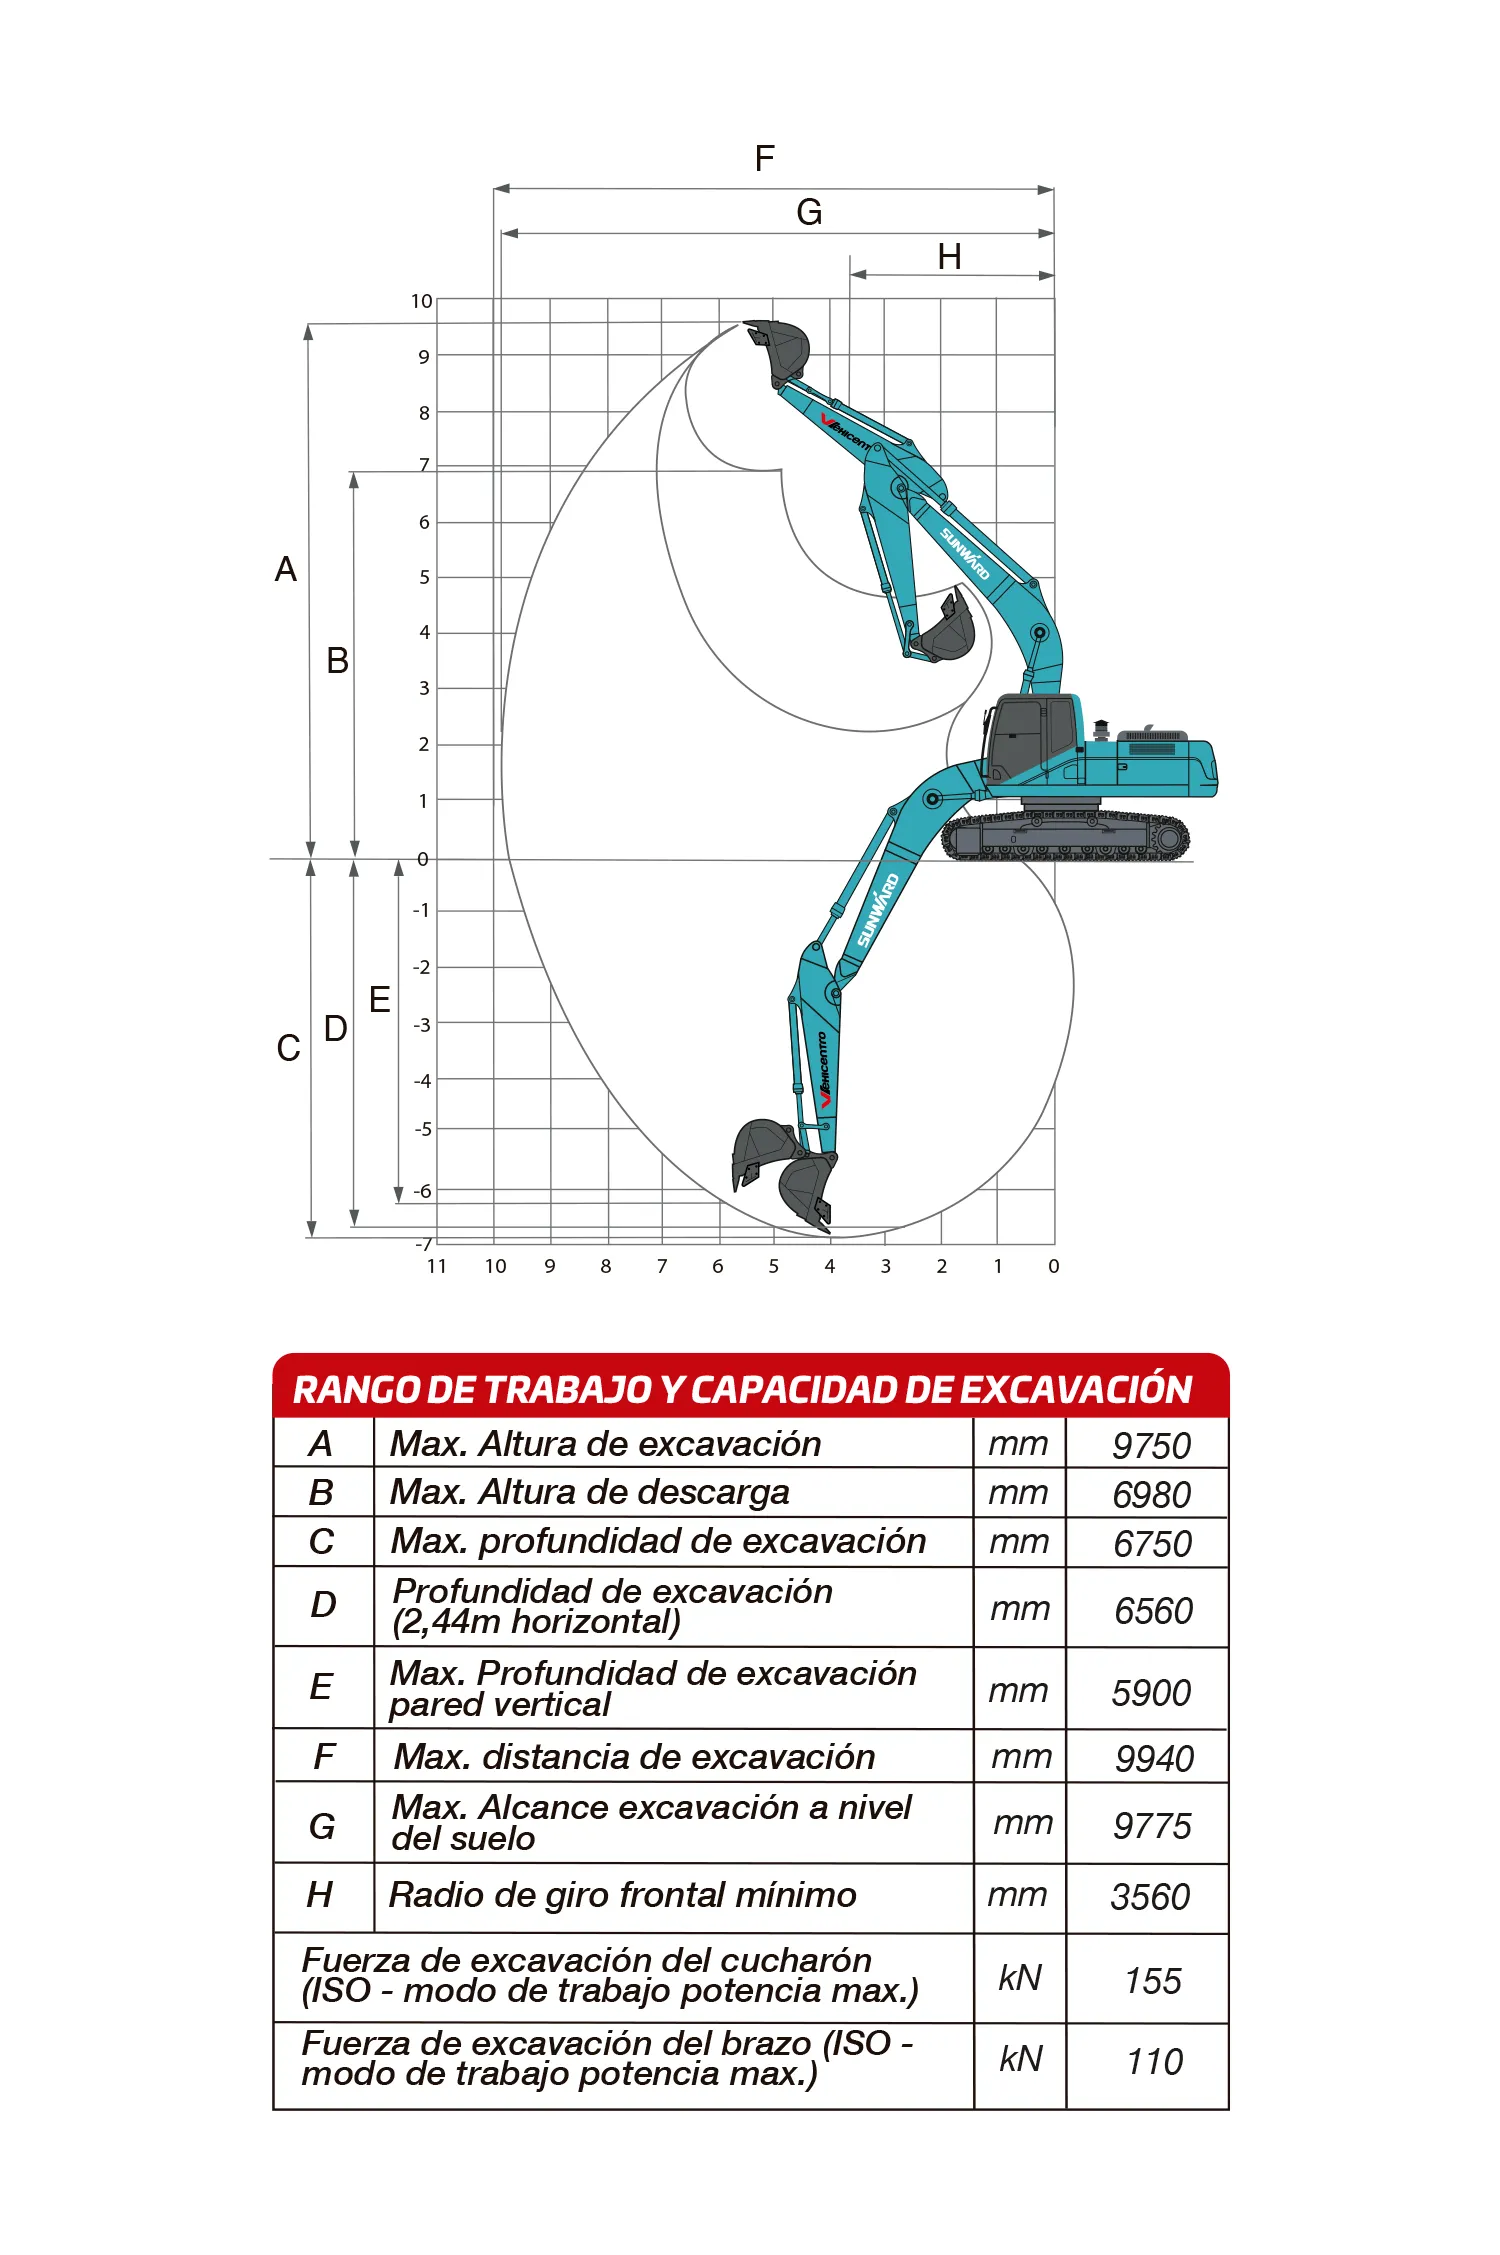 F
G
H
10
9
8
7
6
5
4
3
2
1
0
-1
-2
-3
-4
-5
-6
-7
A
B
C
D
E
VEHICENTRO
SUNWARD
SUNWARD
VEHICENTRO
11 10 9 8 7 6 5 4 3 2 1 0
RANGO DE TRABAJO Y CAPACIDAD DE EXCAVACIÓN
A Max. Altura de excavación mm 9750
B Max. Altura de descarga mm 6980
C Max. profundidad de excavación mm 6750
D Profundidad de excavación
(2,44m horizontal) mm 6560
E Max. Profundidad de excavación
pared vertical mm 5900
F Max. distancia de excavación mm 9940
G Max. Alcance excavación a nivel
del suelo mm 9775
H Radio de giro frontal mínimo mm 3560
Fuerza de excavación del cucharón
(ISO - modo de trabajo potencia max.) kN 155
Fuerza de excavación del brazo (ISO -
modo de trabajo potencia max.) kN 110